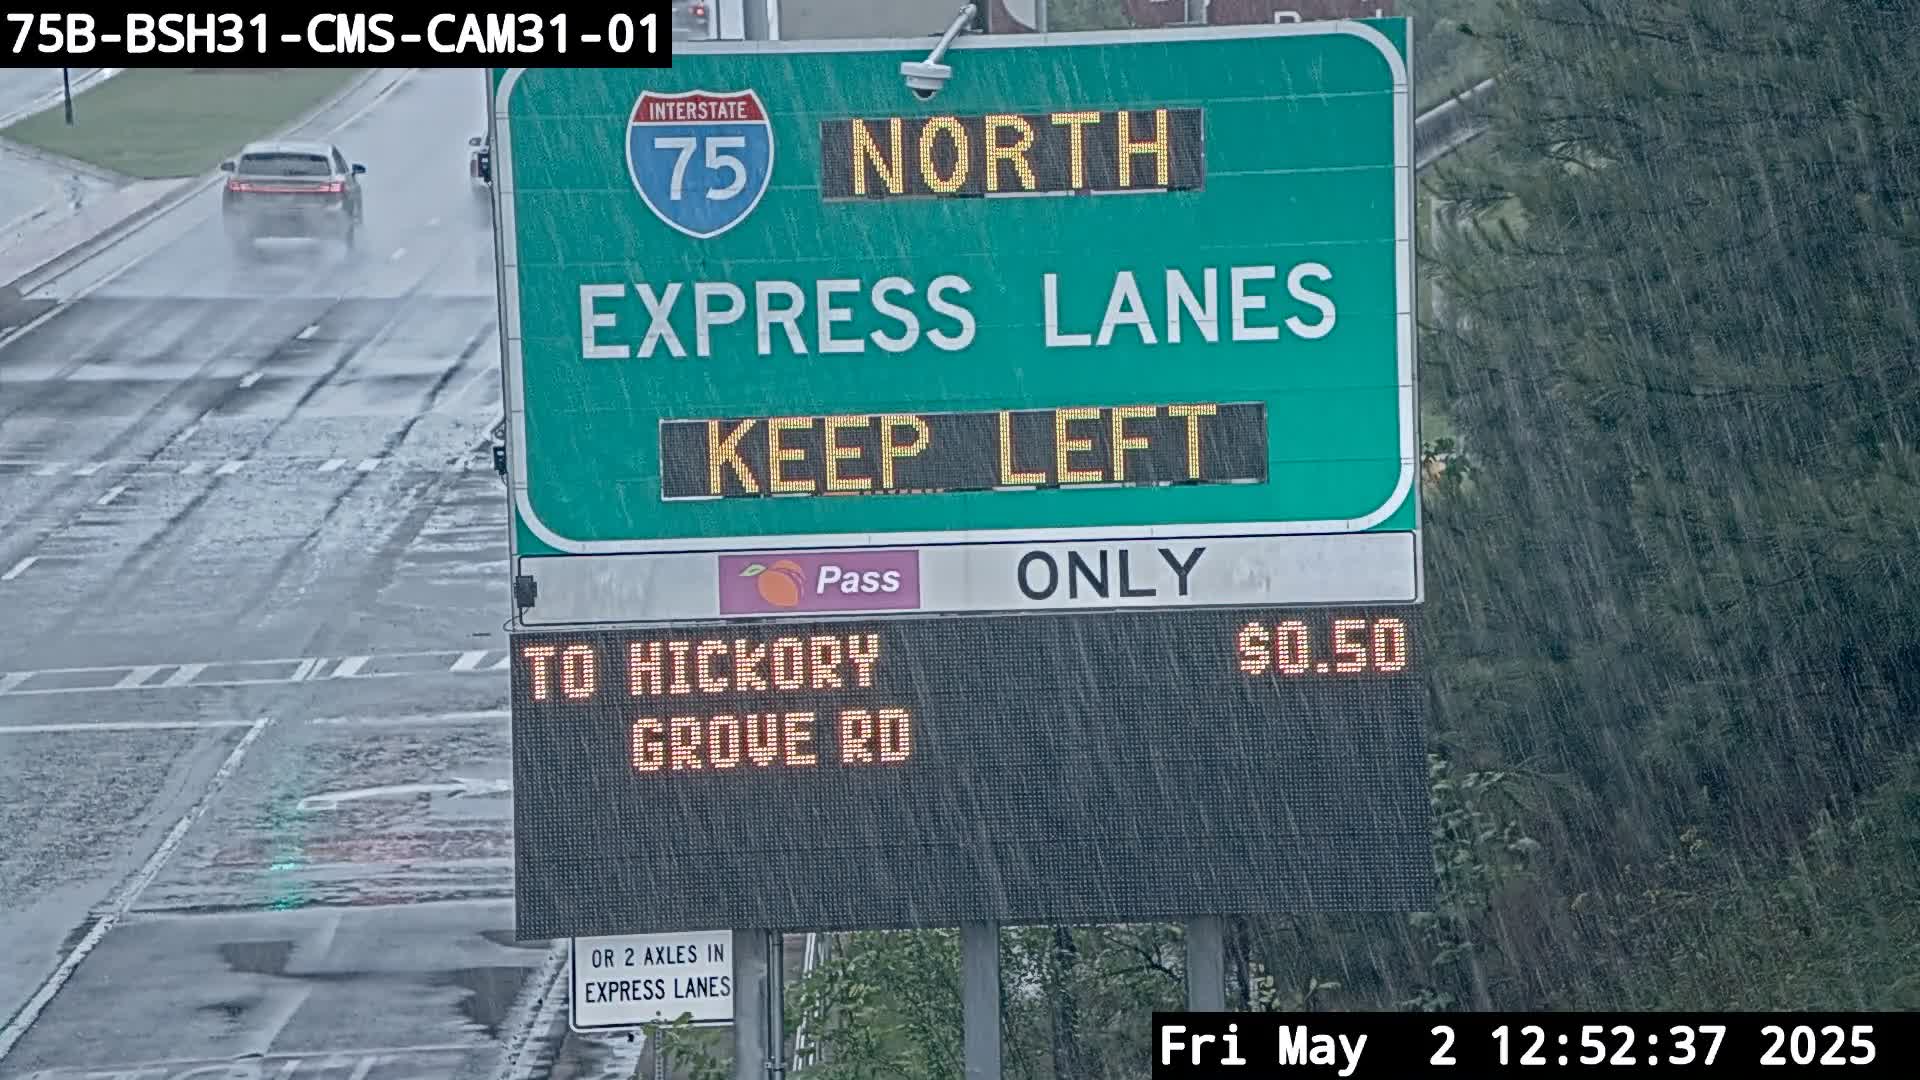 75B-BSH31-CMS-CAM31-01
INTERSTATE
75
NORTH
EXPRESS LANES
KEEP LEFT
Pass
ONLY
TO HICKORY $0.50
GROVE RD
OR 2 AXLES IN
EXPRESS LANES
Fri May 2 12:52:37 2025